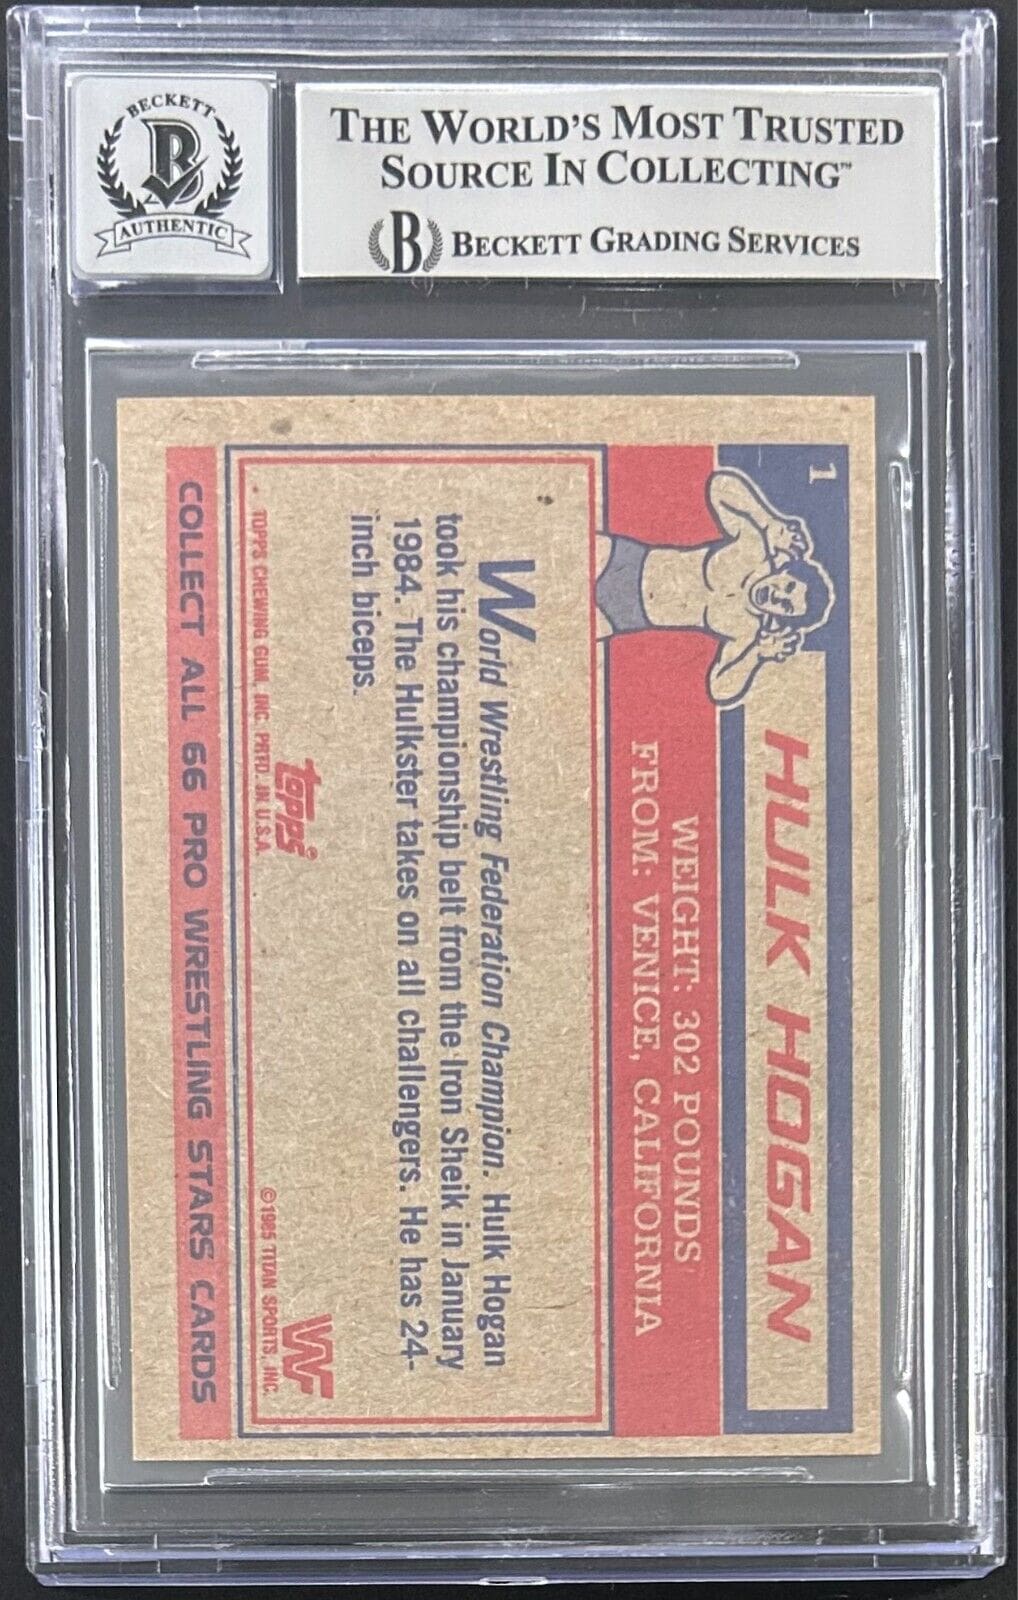 BECKETT
B
AUTHENTIC
THE WORLD'S MOST TRUSTED
SOURCE IN COLLECTING™
B BECKETT GRADING SERVICES
1
HULK HOGAN
WEIGHT: 302 POUNDS
FROM: VENICE, CALIFORNIA
World Wrestling Federation Champion. Hulk Hogan
took his championship belt from the Iron Sheik in January
1984. The Hulkster takes on all challengers. He has 24-
inch biceps.
topps®
W
TOPPS CHEWING GUM, INC. PRTD. IN U.S.A.
©1985 TITAN SPORTS, INC.
COLLECT ALL 66 PRO WRESTLING STARS CARDS